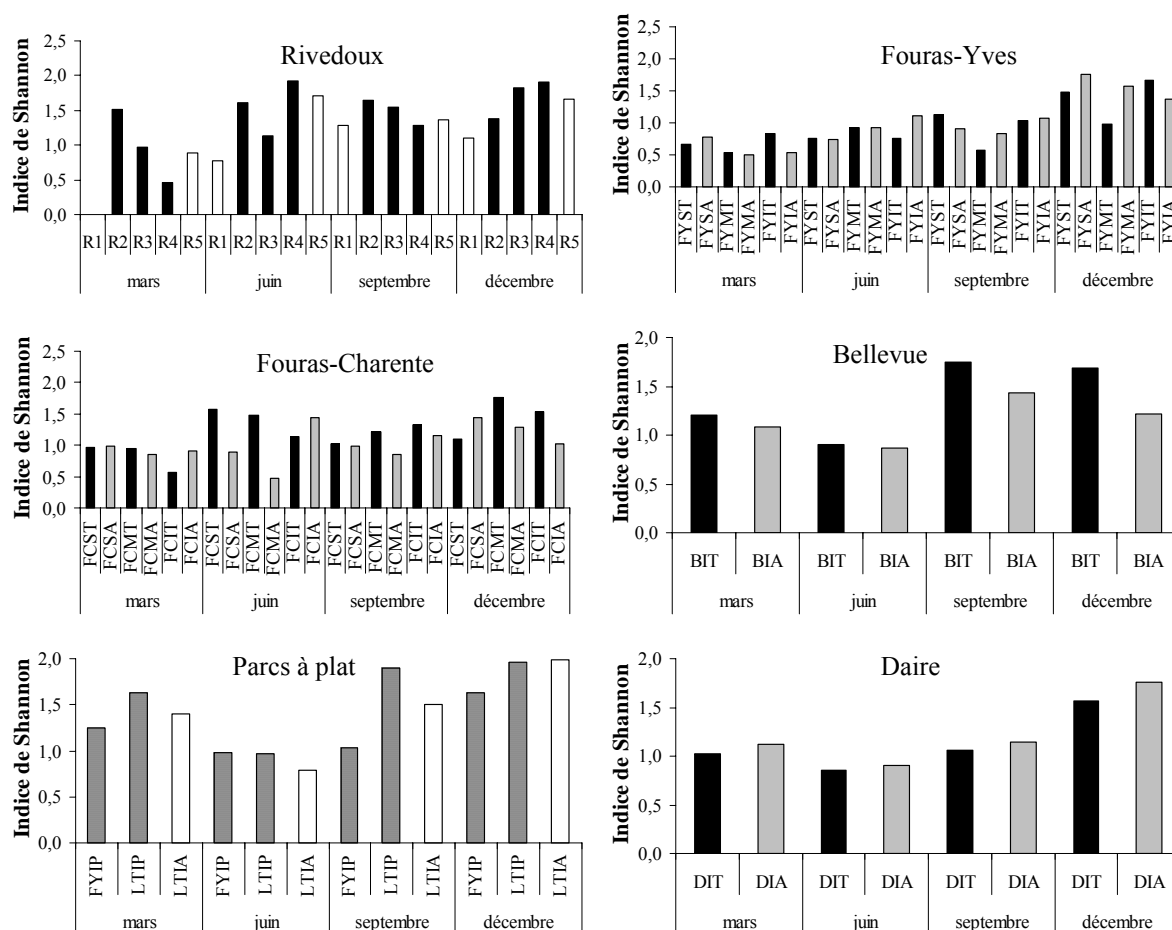 Rivedoux
Indice de Shannon
2,5
2,0
1,5
1,0
0,5
0,0
R1 R2 R3 R4 R5 R1 R2 R3 R4 R5 R1 R2 R3 R4 R5 R1 R2 R3 R4 R5
mars juin septembre décembre
Fouras-Yves
Indice de Shannon
2,5
2,0
1,5
1,0
0,5
0,0
FYST FYSA FYMT FYMA FYIT FYIA FYST FYSA FYMT FYMA FYIT FYIA FYST FYSA FYMT FYMA FYIT FYIA FYST FYSA FYMT FYMA FYIT FYIA
mars juin septembre décembre
Fouras-Charente
Indice de Shannon
2,5
2,0
1,5
1,0
0,5
0,0
FCST FCSA FCMT FCMA FCIT FCIA FCST FCSA FCMT FCMA FCIT FCIA FCST FCSA FCMT FCMA FCIT FCIA FCST FCSA FCMT FCMA FCIT FCIA
mars juin septembre décembre
Bellevue
Indice de Shannon
2,0
1,5
1,0
0,5
0,0
BIT BIA BIT BIA BIT BIA BIT BIA
mars juin septembre décembre
Parcs à plat
Indice de Shannon
2,0
1,5
1,0
0,5
0,0
FYIP LTIP LTIA FYIP LTIP LTIA FYIP LTIP LTIA FYIP LTIP LTIA
mars juin septembre décembre
Daire
Indice de Shannon
2,0
1,5
1,0
0,5
0,0
DIT DIA DIT DIA DIT DIA DIT DIA
mars juin septembre décembre